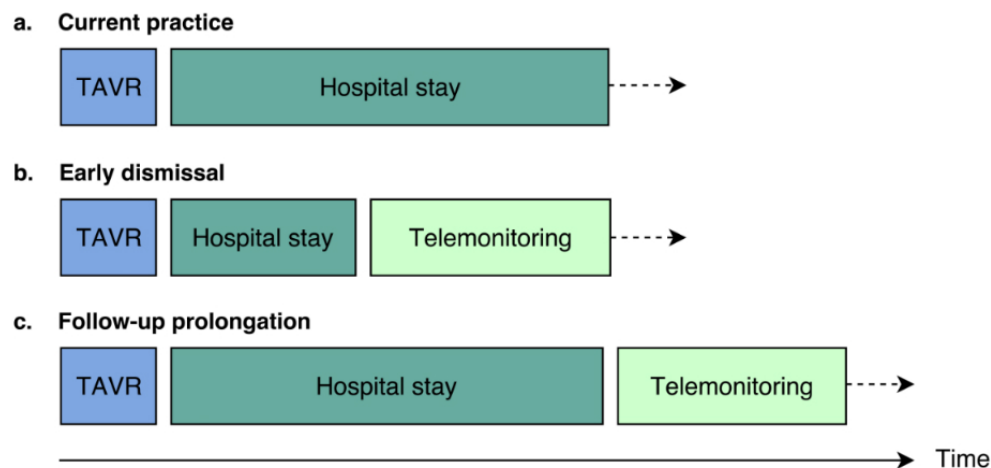 a. Current practice
TAVR Hospital stay
b. Early dismissal
TAVR Hospital stay Telemonitoring
c. Follow-up prolongation
TAVR Hospital stay Telemonitoring
Time